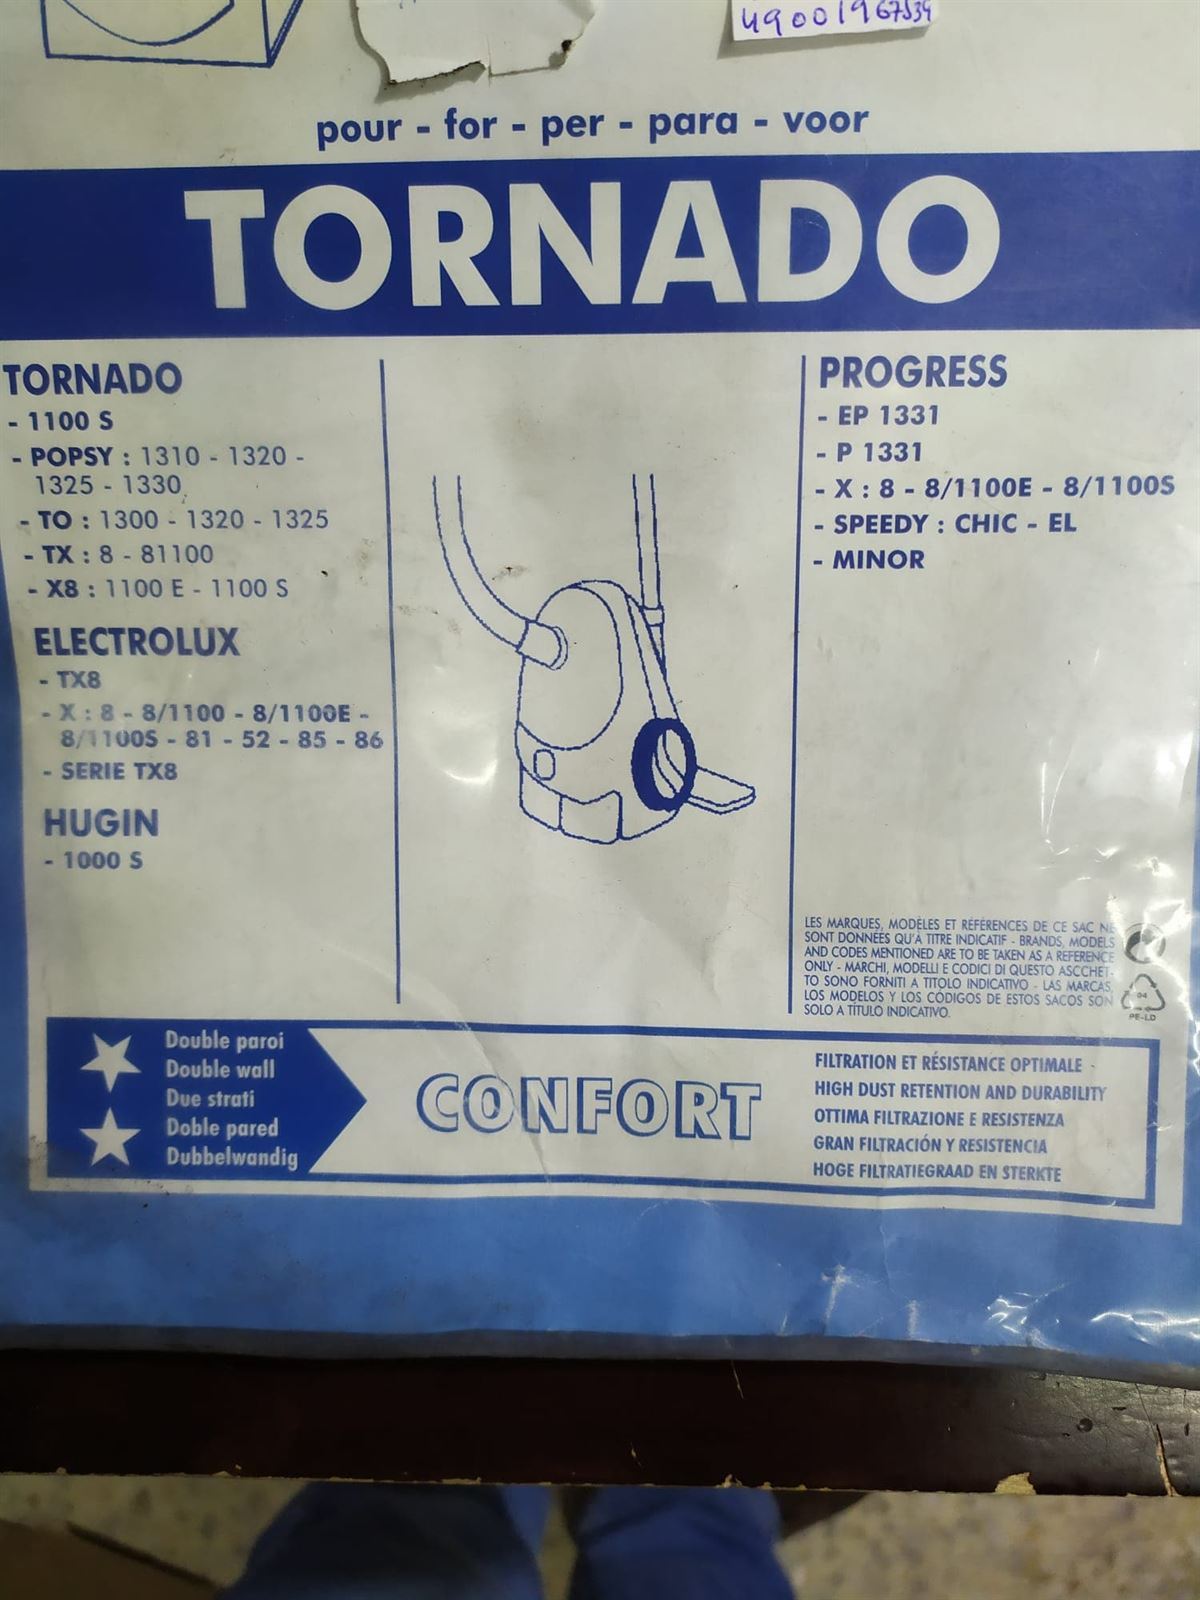 4900196753⁠9
pour - for - per - para - voor
TORNADO
TORNADO
- 1100 S
- POPSY : 1310 - 1320 -
1325 - 1330
- TO : 1300 - 1320 - 1325
- TX : 8 - 81100
- X8 : 1100 E - 1100 S
ELECTROLUX
- TX8
- X : 8 - 8/1100 - 8/1100E -
8/1100S - 81 - 52 - 85 - 86
- SERIE TX8
HUGIN
- 1000 S
PROGRESS
- EP 1331
- P 1331
- X : 8 - 8/1100E - 8/1100S
- SPEEDY : CHIC - EL
- MINOR
LES MARQUES, MODÈLES ET RÉFÉRENCES DE CE SAC NE
SONT DONNÉES QU'À TITRE INDICATIF - BRANDS, MODELS
AND CODES MENTIONED ARE TO BE TAKEN AS A REFERENCE
ONLY - MARCHI, MODELLI E CODICI DI QUESTO ASCCHET-
TO SONO FORNITI A TITOLO INDICATIVO - LAS MARCAS,
LOS MODELOS Y LOS CÓDIGOS DE ESTOS SACOS SON
SOLO A TÍTULO INDICATIVO.
04
PE-LD
Double paroi
Double wall
Due strati
Doble pared
Dubbelwandig
CONFORT
FILTRATION ET RÉSISTANCE OPTIMALE -
HIGH DUST RETENTION AND DURABILITY
OTTIMA FILTRAZIONE E RESISTENZA
GRAN FILTRACIÓN Y RESISTENCIA
HOGE FILTRATIEGRAAD EN STERKTE